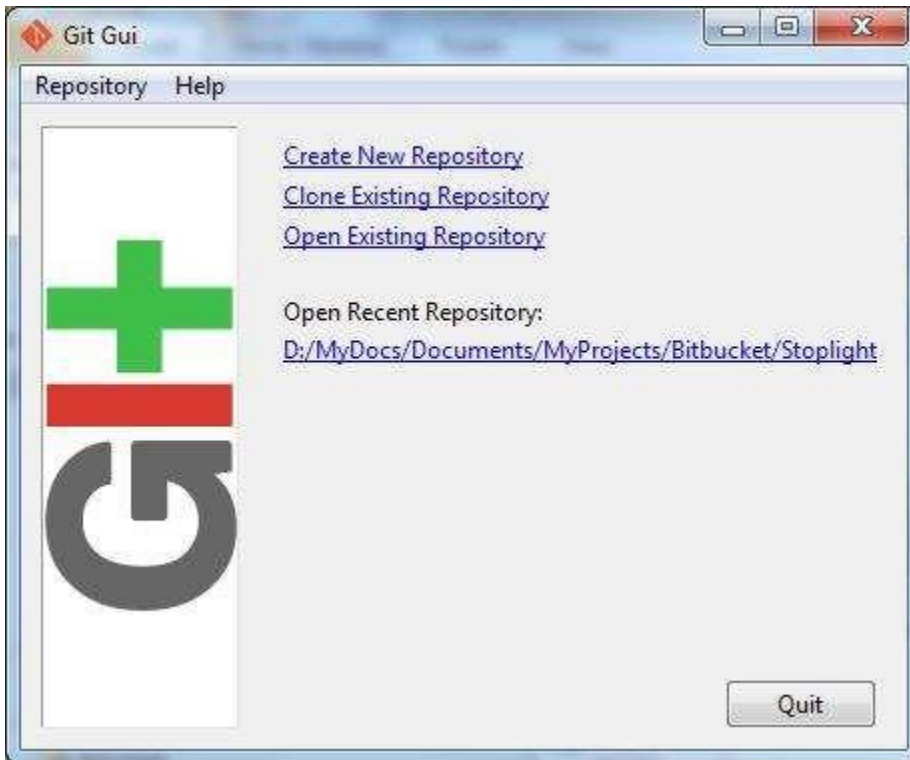 Git Gui
Repository Help
Create New Repository
Clone Existing Repository
Open Existing Repository
Open Recent Repository:
D:/MyDocs/Documents/MyProjects/Bitbucket/Stoplight
GIt
Quit